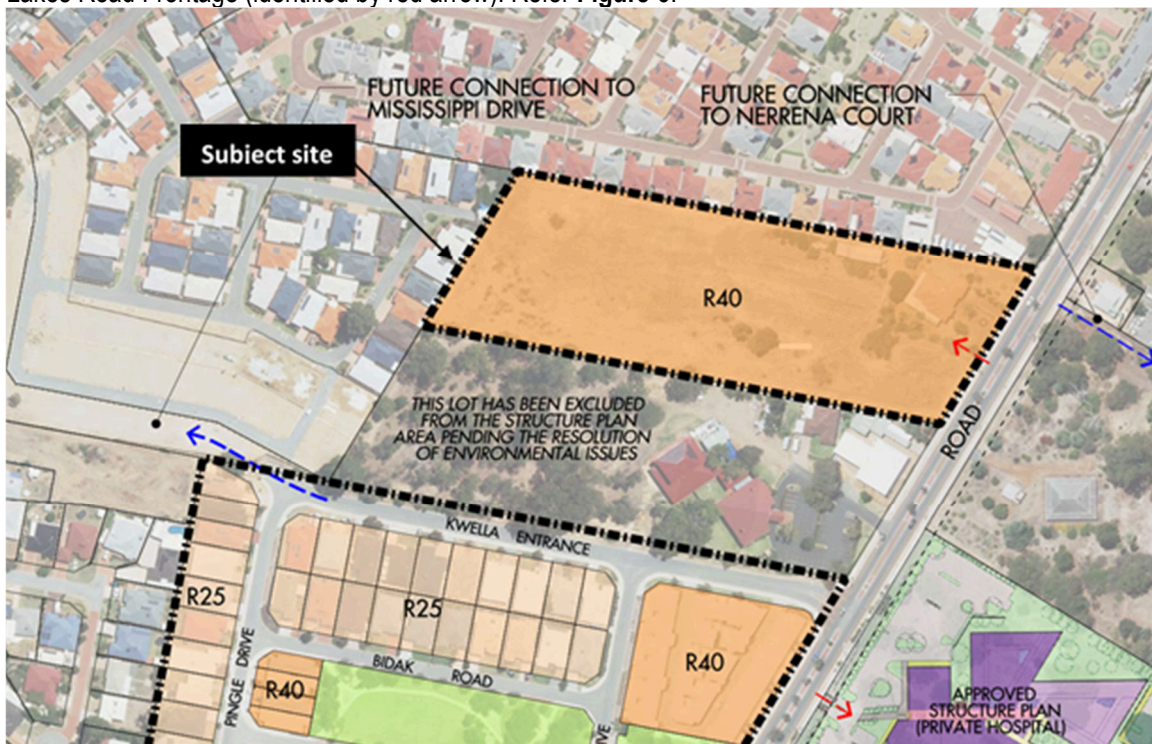 Lakes Road Frontage (identified by red arrow). Refer Figure 6.
FUTURE CONNECTION TO
MISSISSIPPI DRIVE
FUTURE CONNECTION
TO NERRENA COURT
Subject site
R40
THIS LOT HAS BEEN EXCLUDED
FROM THE STRUCTURE PLAN
AREA PENDING THE RESOLUTION
OF ENVIRONMENTAL ISSUES
ROAD
KWELLA ENTRANCE
R25
R25
PINGLE DRIVE
BIDAK ROAD
R40
R40
APPROVED
STRUCTURE PLAN
(PRIVATE HOSPITAL)